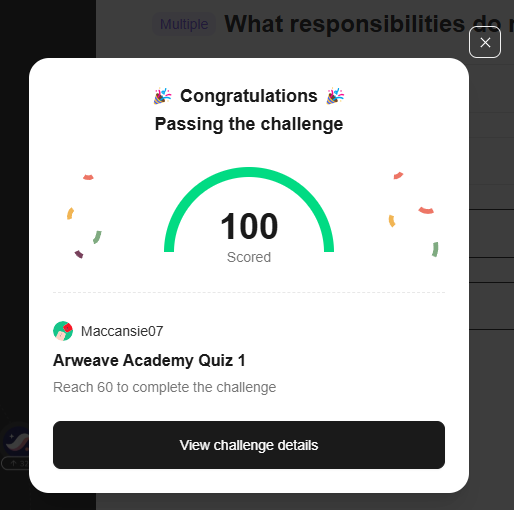 Multiple What responsibilities do
Congratulations
Passing the challenge
100
Scored
Maccansie07
Arweave Academy Quiz 1
Reach 60 to complete the challenge
View challenge details